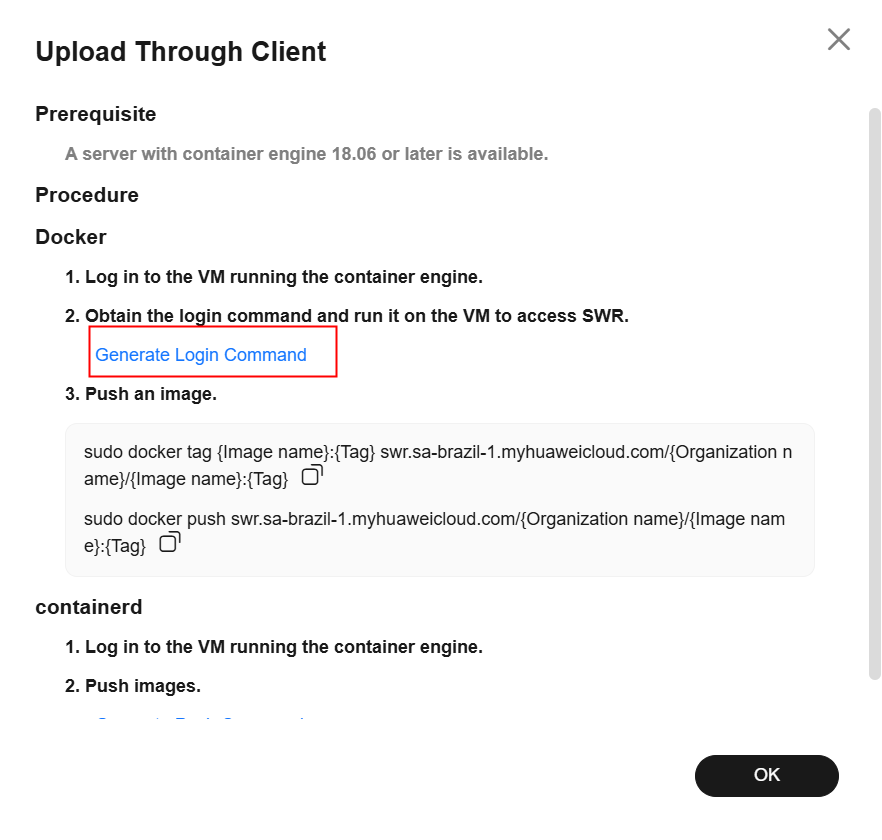 Upload Through Client
Prerequisite
A server with container engine 18.06 or later is available.
Procedure
Docker
1. Log in to the VM running the container engine.
2. Obtain the login command and run it on the VM to access SWR.
Generate Login Command
3. Push an image.
sudo docker tag {Image name}:{Tag} swr.sa-brazil-1.myhuaweicloud.com/{Organization n
ame}/{Image name}:{Tag}
sudo docker push swr.sa-brazil-1.myhuaweicloud.com/{Organization name}/{Image nam
e}:{Tag}
containerd
1. Log in to the VM running the container engine.
2. Push images.
OK